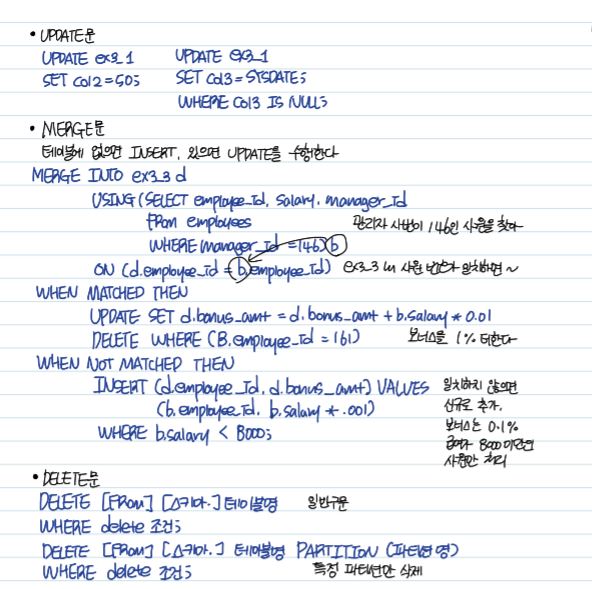 • UPDATE문
UPDATE ex3_1 UPDATE ex3_1
SET col2=50; SET col3=SYSDATE;
WHERE col3 IS NULL;
• MERGE문
테이블에 없으면 INSERT, 있으면 UPDATE를 수행한다
MERGE INTO ex3_3 d
USING(SELECT employee_id, salary, manager_id
from employees 관리자 사번이 146인 사원을 찾아
WHERE manager_id =146)b
ON (d.employee_id = b.employee_id) ex3_3 내 사원 번호가 일치하면 ~
WHEN MATCHED THEN
UPDATE SET d.bonus_amt = d.bonus_amt + b.salary * 0.01
DELETE WHERE (B.employee_id = 161) 보너스를 1% 더한다
WHEN NOT MATCHED THEN
INSERT (d.employee_id, d.bonus_amt) VALUES 일치하지 않으면
(b.employee_id, b.salary * .001) 신규로 추가.
보너스는 0.1%
WHERE b.salary < 8000; 급여가 8000미만인
사원만 처리
• DELETE문
DELETE [FROM] [스키마.] 테이블명 일반구문
WHERE delete 조건;
DELETE [FROM] [스키마.] 테이블명 PARTITION (파티션명)
WHERE delete 조건; 특정 파티션만 삭제